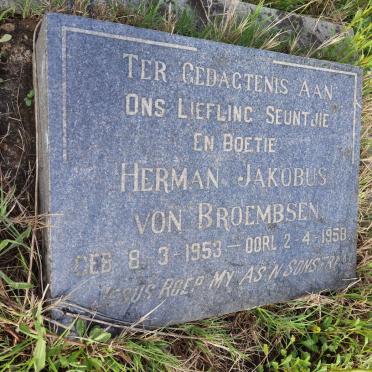 TER GEDAGTENIS AAN
ONS LIEFLING SEUNTJIE
EN BOETIE
HERMAN JAKOBUS
VON BROEMBSEN
GEB 8-3-1953 – OORL 2-4-1958
JESUS ROEP MY AS 'N SONSTRAAL